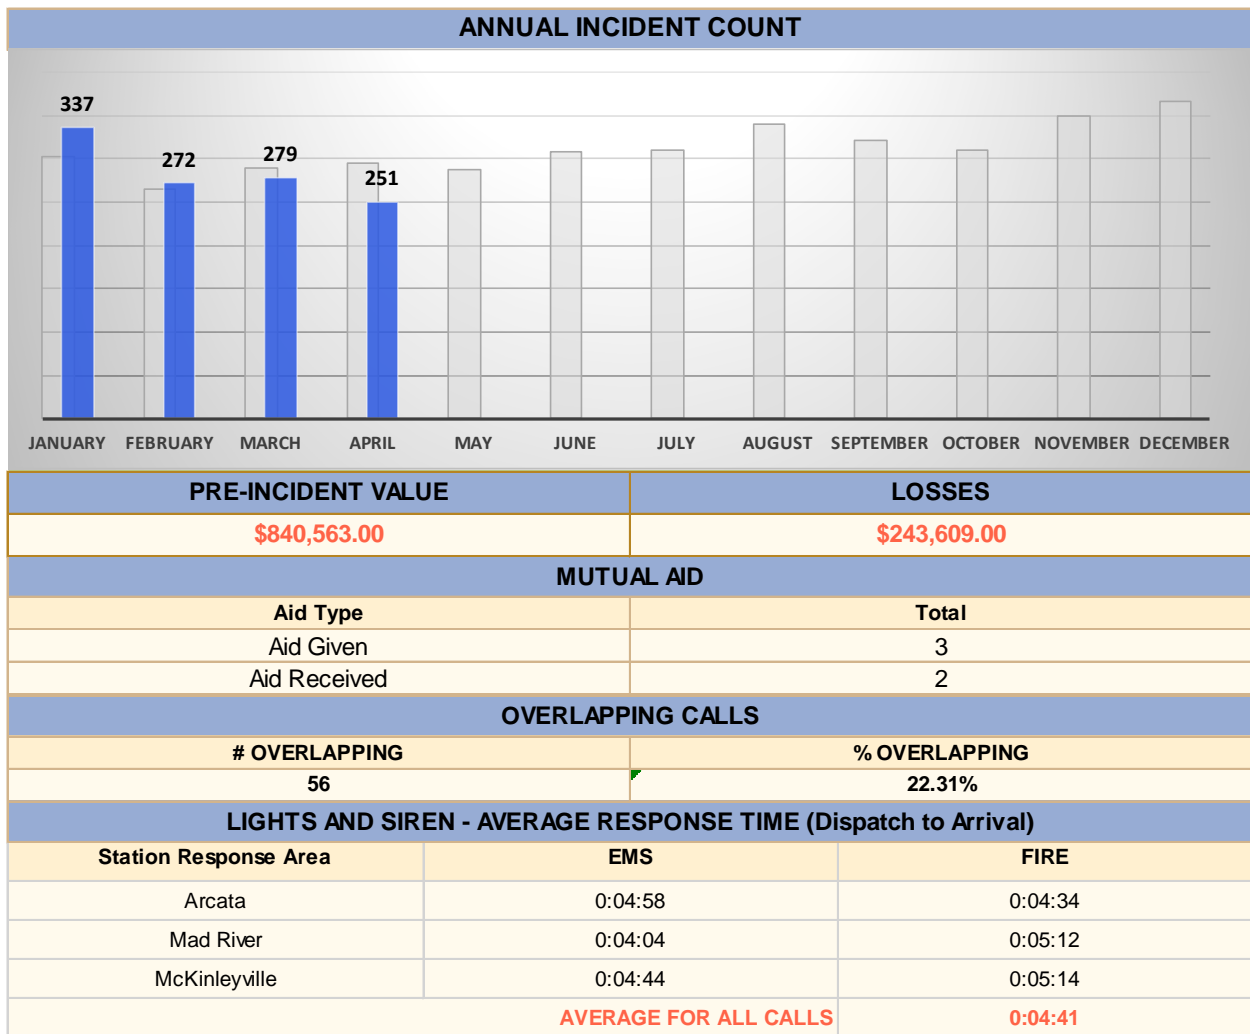 ANNUAL INCIDENT COUNT
337
272
279
251
JANUARY FEBRUARY MARCH APRIL MAY JUNE JULY AUGUST SEPTEMBER OCTOBER NOVEMBER DECEMBER
PRE-INCIDENT VALUE LOSSES
$840,563.00 $243,609.00
MUTUAL AID
Aid Type Total
Aid Given 3
Aid Received 2
OVERLAPPING CALLS
# OVERLAPPING % OVERLAPPING
56 22.31%
LIGHTS AND SIREN - AVERAGE RESPONSE TIME (Dispatch to Arrival)
Station Response Area EMS FIRE
Arcata 0:04:58 0:04:34
Mad River 0:04:04 0:05:12
McKinleyville 0:04:44 0:05:14
AVERAGE FOR ALL CALLS 0:04:41